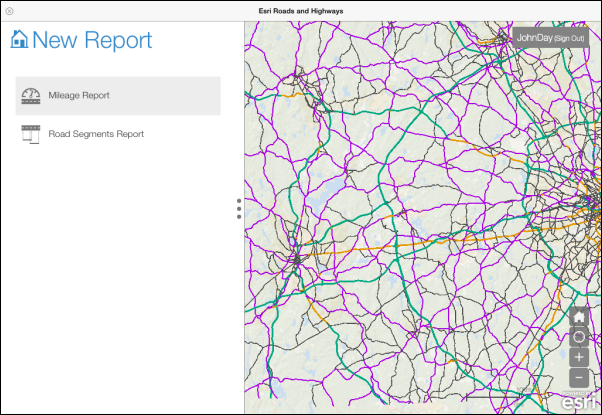 Esri Roads and Highways
New Report
JohnDay (Sign Out)
Mileage Report
Road Segments Report
esri